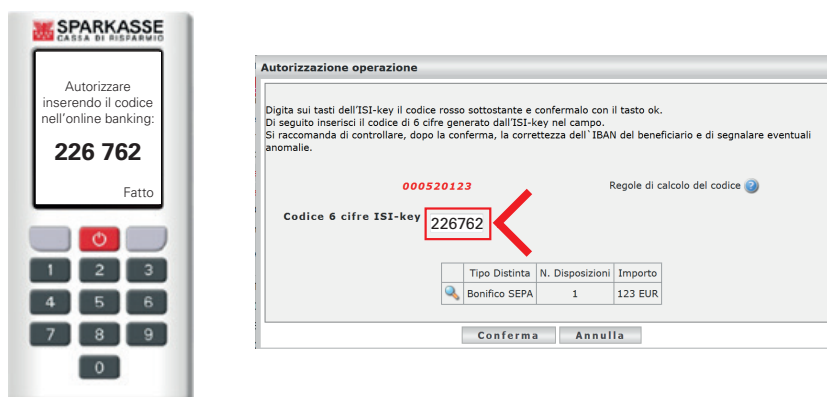 SPARKASSE
CASSA DI RISPARMIO
Autorizzare
inserendo il codice
nell'online banking:
226 762
Fatto
1 2 3
4 5 6
7 8 9
0
Autorizzazione operazione
Digita sui tasti dell'ISI-key il codice rosso sottostante e confermalo con il tasto ok.
Di seguito inserisci il codice di 6 cifre generato dall'ISI-key nel campo.
Si raccomanda di controllare, dopo la conferma, la correttezza dell`IBAN del beneficiario e di segnalare eventuali
anomalie.
000520123 Regole di calcolo del codice ?
Codice 6 cifre ISI-key 226762
Tipo Distinta N. Disposizioni Importo
Bonifico SEPA 1 123 EUR
Conferma Annulla